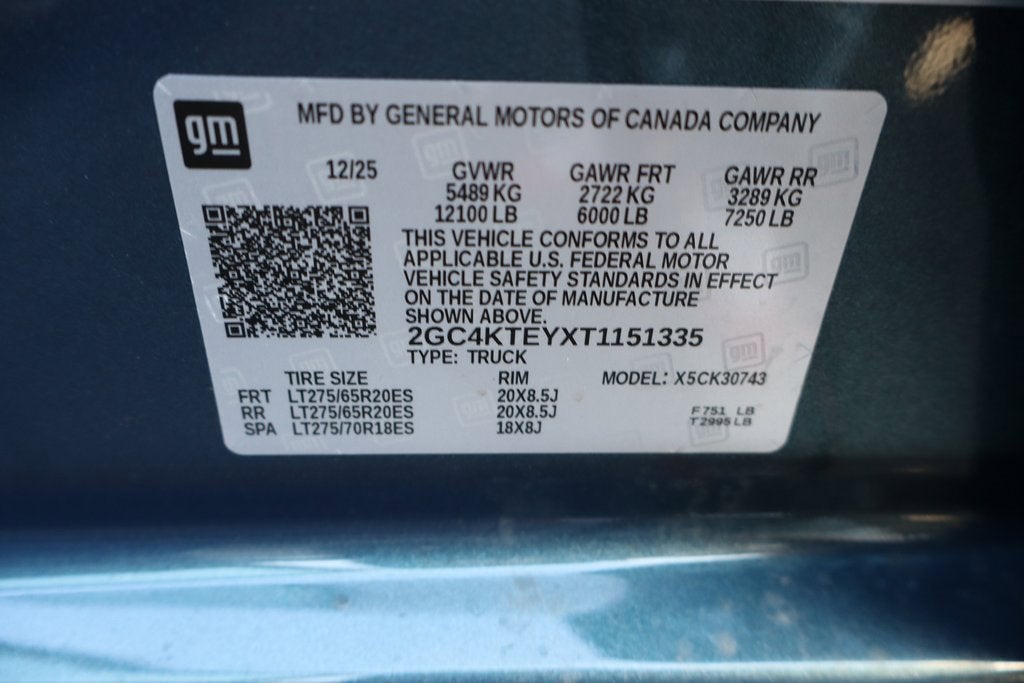 gm
MFD BY GENERAL MOTORS OF CANADA COMPANY
12/25 GVWR GAWR FRT GAWR RR
5489 KG 2722 KG 3289 KG
12100 LB 6000 LB 7250 LB
THIS VEHICLE CONFORMS TO ALL
APPLICABLE U.S. FEDERAL MOTOR
VEHICLE SAFETY STANDARDS IN EFFECT
ON THE DATE OF MANUFACTURE
SHOWN ABOVE.
2GC4KTEYXT1151335
TYPE: TRUCK
TIRE SIZE RIM MODEL: X5CK30743
FRT LT275/65R20ES 20X8.5J
RR LT275/65R20ES 20X8.5J F751 LB
SPA LT275/70R18ES 18X8J T2995LB